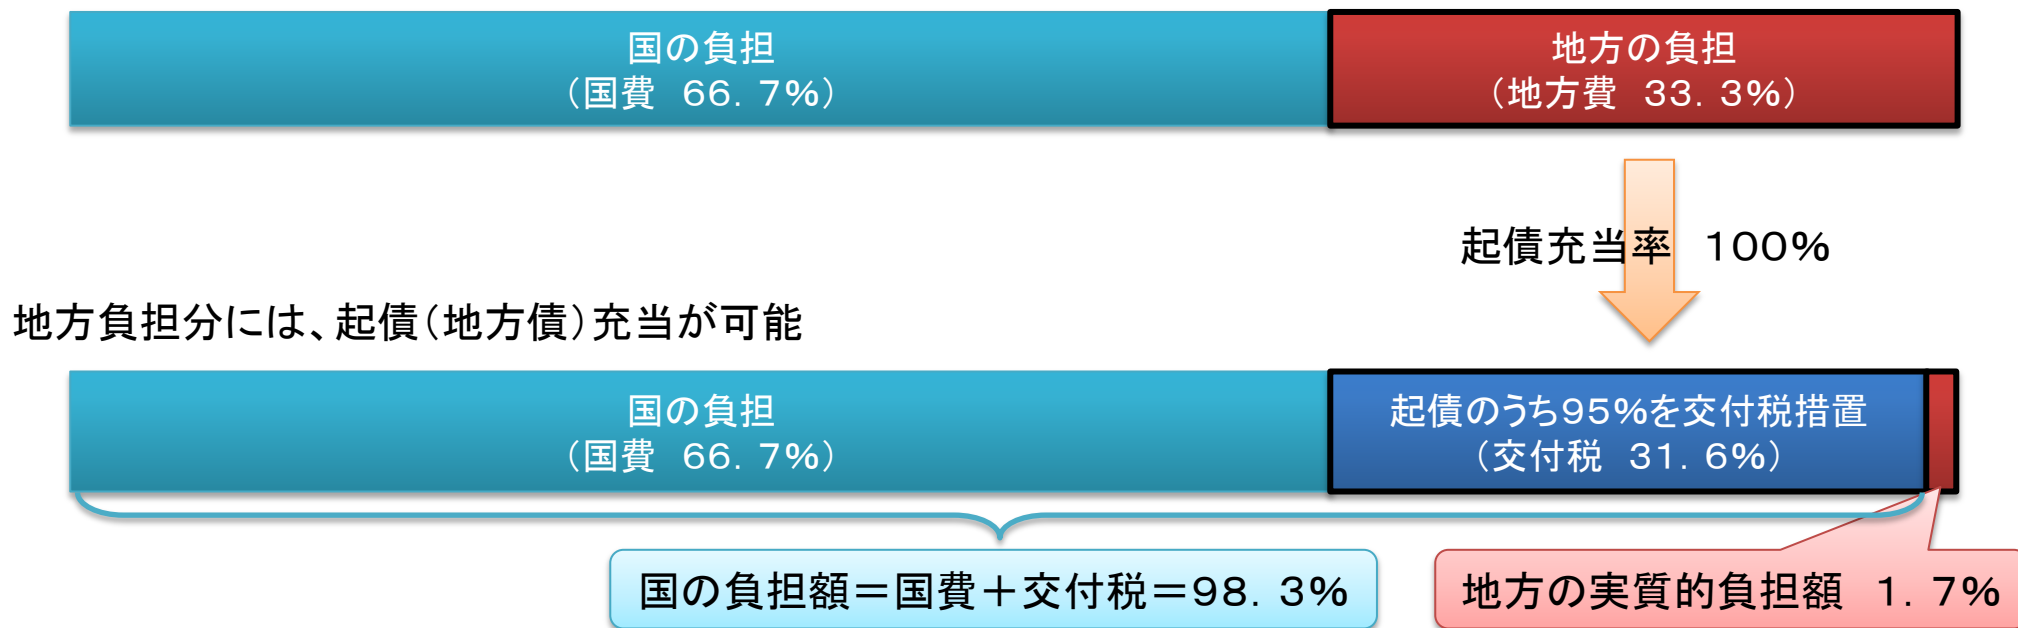 国の負担
（国費　66．7%）
地方の負担
（地方費　33．3%）
起債充当率　100%
地方負担分には、起債（地方債）充当が可能
国の負担
（国費　66．7%）
起債のうち95%を交付税措置
（交付税　31．6%）
国の負担額＝国費＋交付税＝98．3%
地方の実質的負担額　1．7%